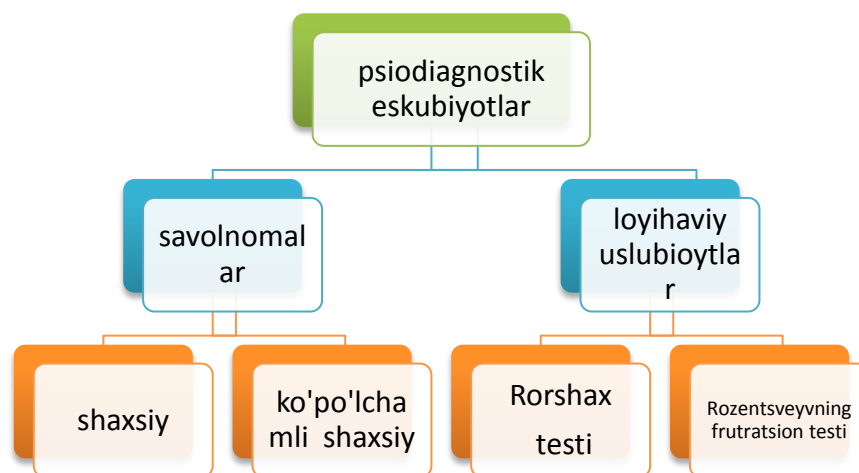 psiodiagnostik
eskubiyotlar
savolnomal
ar
loyihaviy
uslubioytla
r
shaxsiy
ko'po'lcha
mli shaxsiy
Rorshax
testi
Rozentsveyvning
frutratsion testi